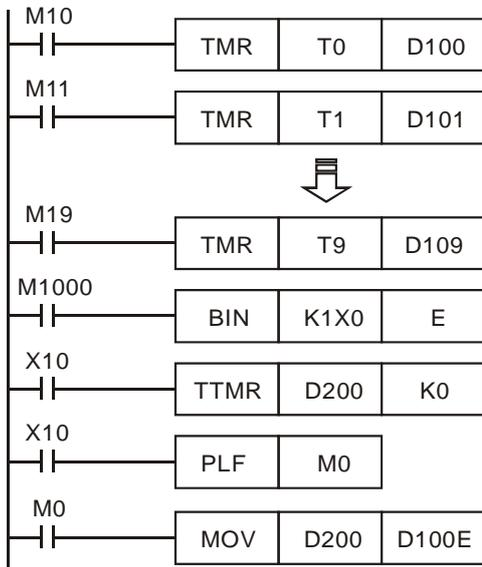 M10
TMR T0 D100
M11
TMR T1 D101
M19
TMR T9 D109
M1000
BIN K1X0 E
X10
TTMR D200 K0
X10
PLF M0
M0
MOV D200 D100E